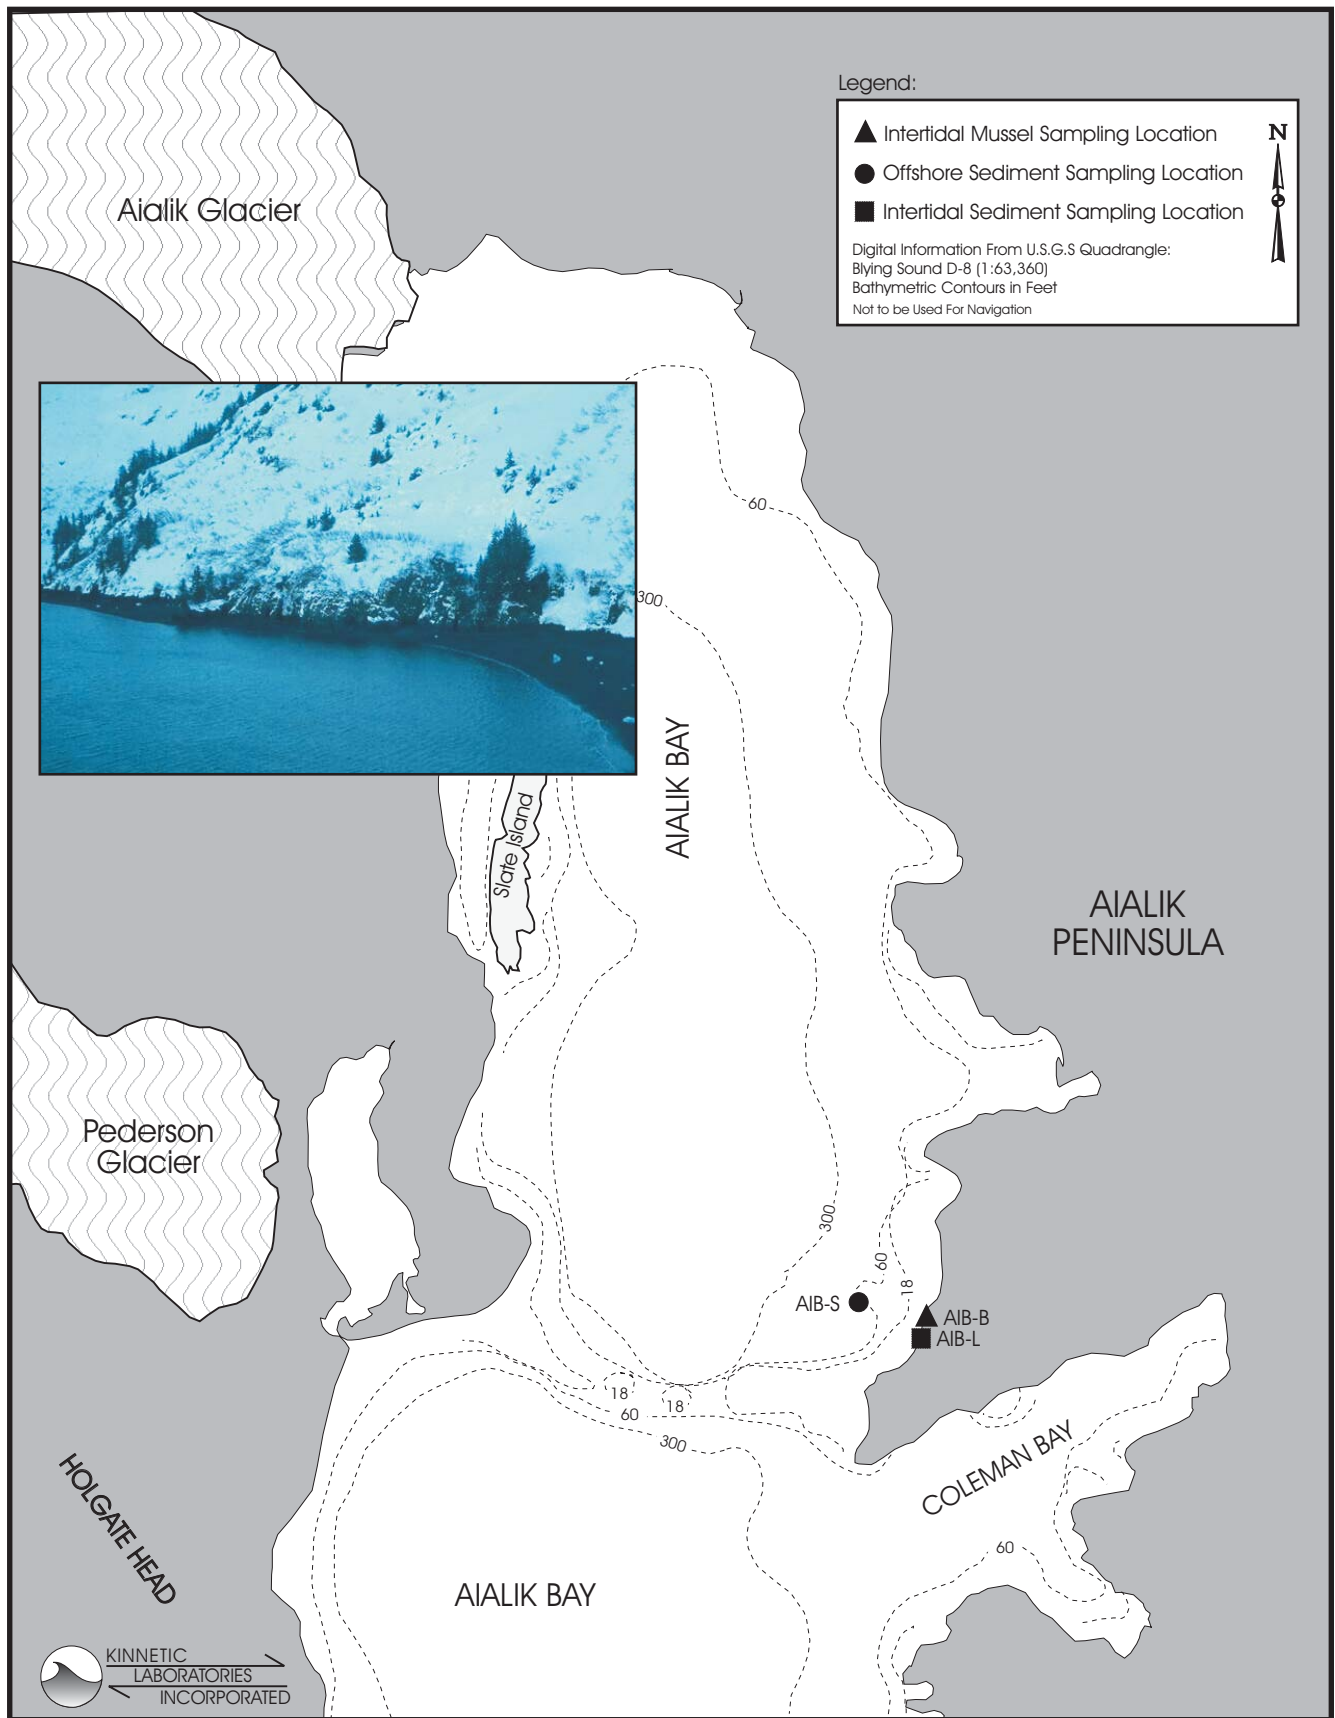 Legend:
Intertidal Mussel Sampling Location
N
Offshore Sediment Sampling Location
Intertidal Sediment Sampling Location
Digital Information From U.S.G.S Quadrangle:
Blying Sound D-8 (1:63,360)
Bathymetric Contours in Feet
Not to be Used For Navigation
Aialik Glacier
60
300
AIALIK BAY
Slate Island
AIALIK
PENINSULA
Pederson
Glacier
300
60
18
AIB-S
AIB-B
AIB-L
18
18
60
300
COLEMAN BAY
HOLGATE HEAD
60
AIALIK BAY
KINNETIC
LABORATORIES
INCORPORATED